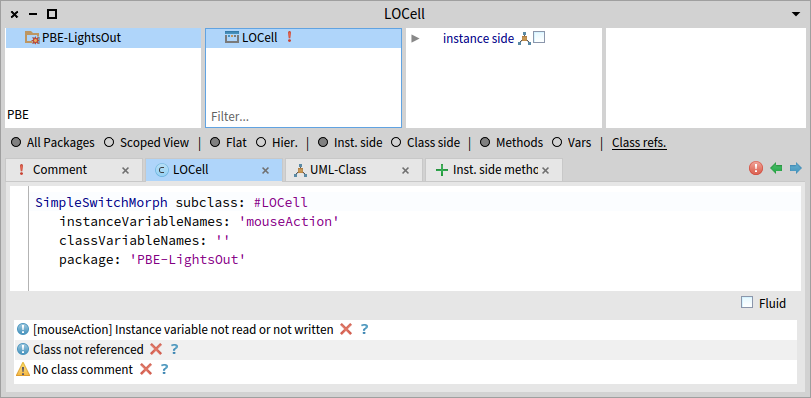 LOCell
PBE-LightsOut
LOCell
instance side
PBE
Filter...
All Packages Scoped View | Flat Hier. | Inst. side Class side | Methods Vars | Class refs.
Comment LOCell UML-Class Inst. side methc
SimpleSwitchMorph subclass: #LOCell
instanceVariableNames: 'mouseAction'
classVariableNames: ''
package: 'PBE-LightsOut'
Fluid
[mouseAction] Instance variable not read or not written ?
Class not referenced ?
No class comment ?